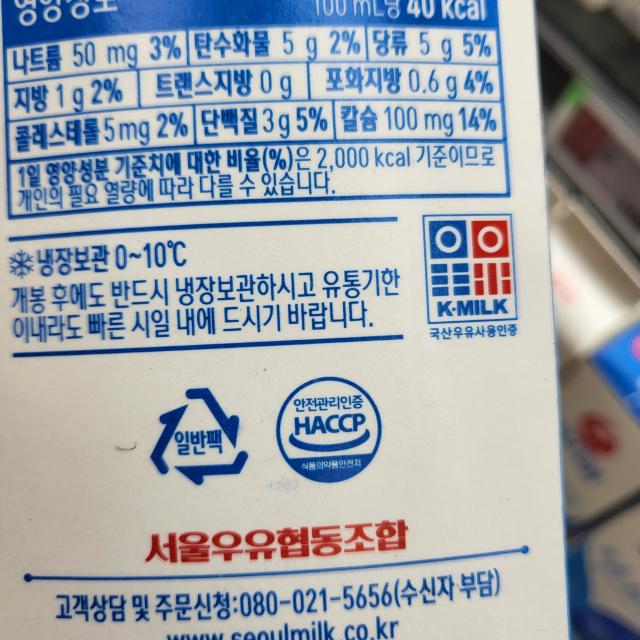 영양정보 100 mL당 40 kcal
나트륨 50 mg 3% 탄수화물 5 g 2% 당류 5 g 5%
지방 1 g 2% 트랜스지방 0 g 포화지방 0.6 g 4%
콜레스테롤 5 mg 2% 단백질 3 g 5% 칼슘 100 mg 14%
1일 영양성분 기준치에 대한 비율(%)은 2,000 kcal 기준이므로
개인의 필요 열량에 따라 다를 수 있습니다.
냉장보관 0~10℃
개봉 후에도 반드시 냉장보관하시고 유통기한
이내라도 빠른 시일 내에 드시기 바랍니다.
K·MILK
국산우유사용인증
일반팩
안전관리인증
HACCP
식품의약품안전처
서울우유협동조합
고객상담 및 주문신청:080-021-5656(수신자 부담)
www.seoulmilk.co.kr